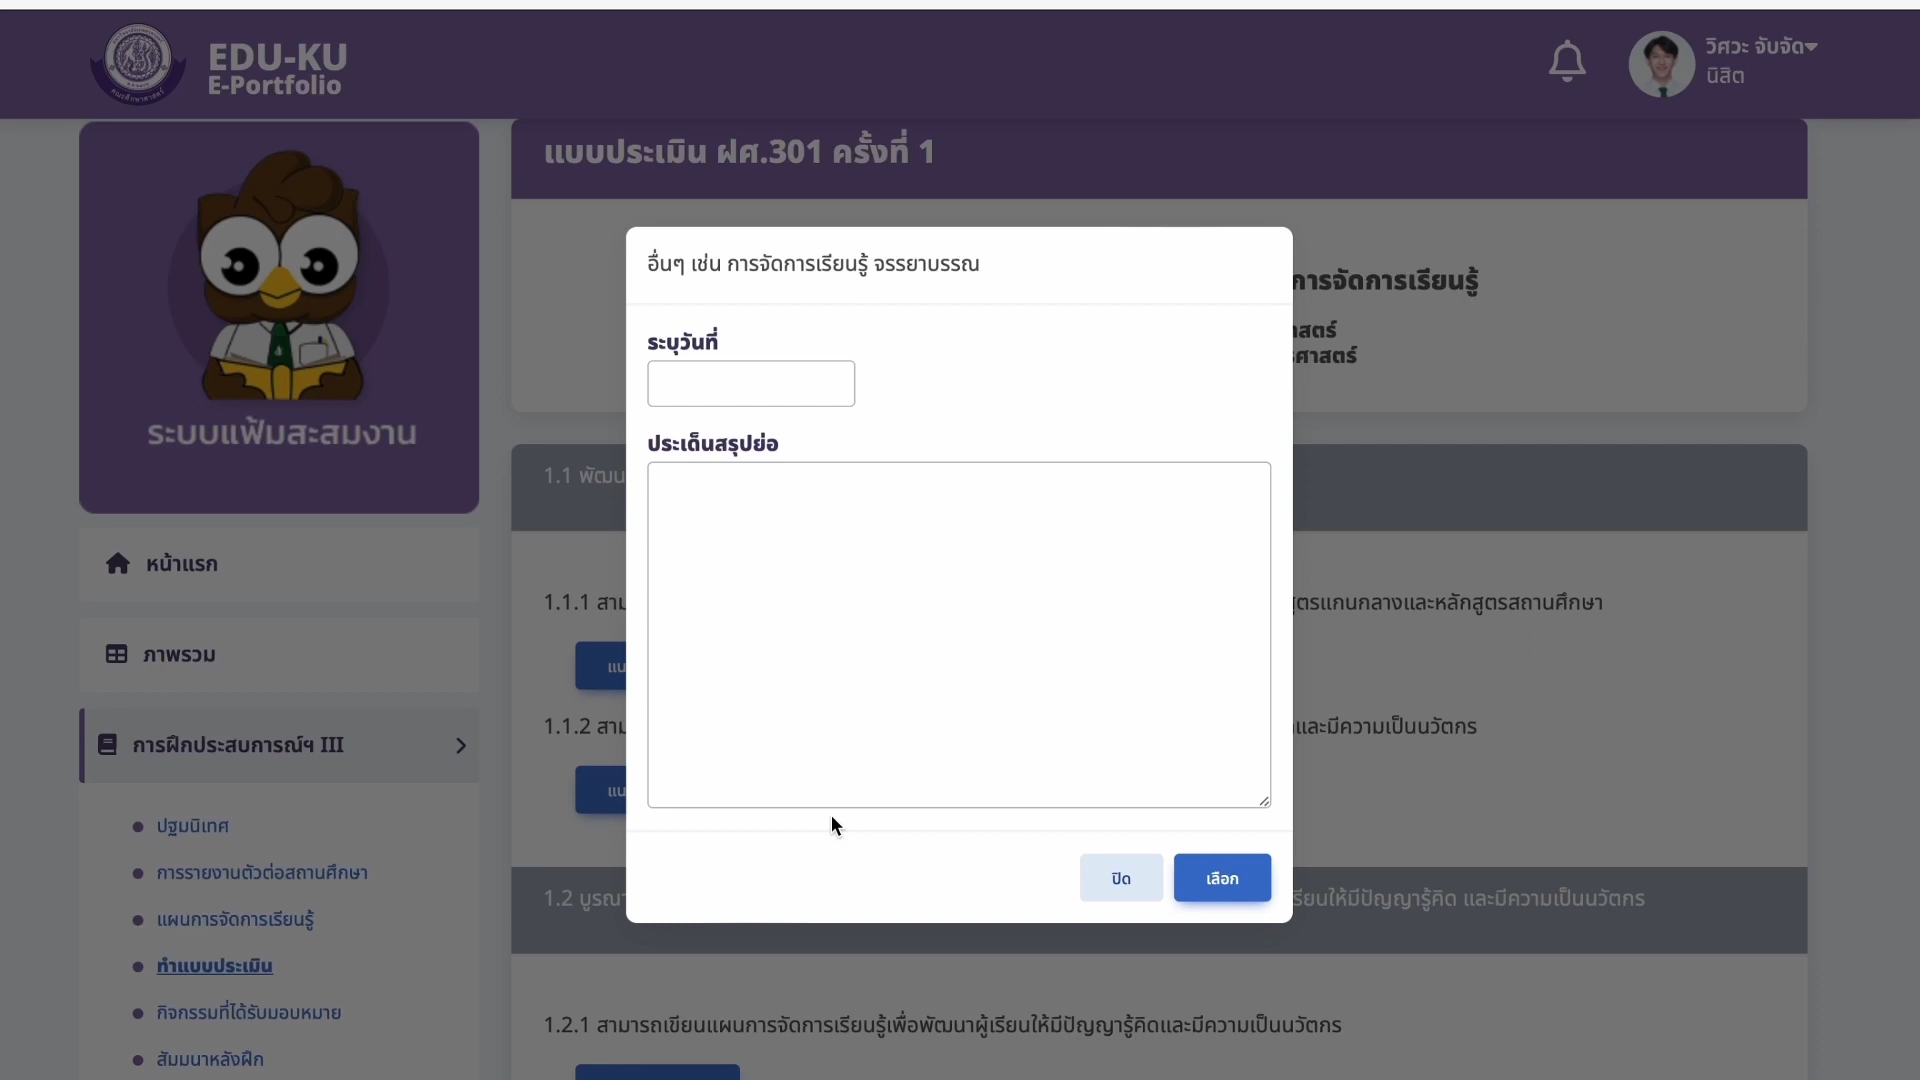 EDU-KU
E-Portfolio
วิศวะ จับจัด
นิสิต
ระบบแฟ้มสะสมงาน
หน้าแรก
ภาพรวม
การฝึกประสบการณ์ฯ III
ปฐมนิเทศ
การรายงานตัวต่อสถานศึกษา
แผนการจัดการเรียนรู้
ทำแบบประเมิน
กิจกรรมที่ได้รับมอบหมาย
สัมมนาหลังฝึก
แบบประเมิน ฝศ.301 ครั้งที่ 1
การจัดการเรียนรู้
อื่นๆ เช่น การจัดการเรียนรู้ จรรยาบรรณ
ระบุวันที่
ประเด็นสรุปย่อ
ปิด
เลือก
1.1 พัฒน
1.1.1 สาม
และหลักสูตรสถานศึกษา
1.1.2 สาม
และมีความเป็นนวัตกร
1.2 บูรณา
เรียนให้มีปัญญารู้คิด และมีความเป็นนวัตกร
1.2.1 สามารถเขียนแผนการจัดการเรียนรู้เพื่อพัฒนาผู้เรียนให้มีปัญญารู้คิดและมีความเป็นนวัตกร